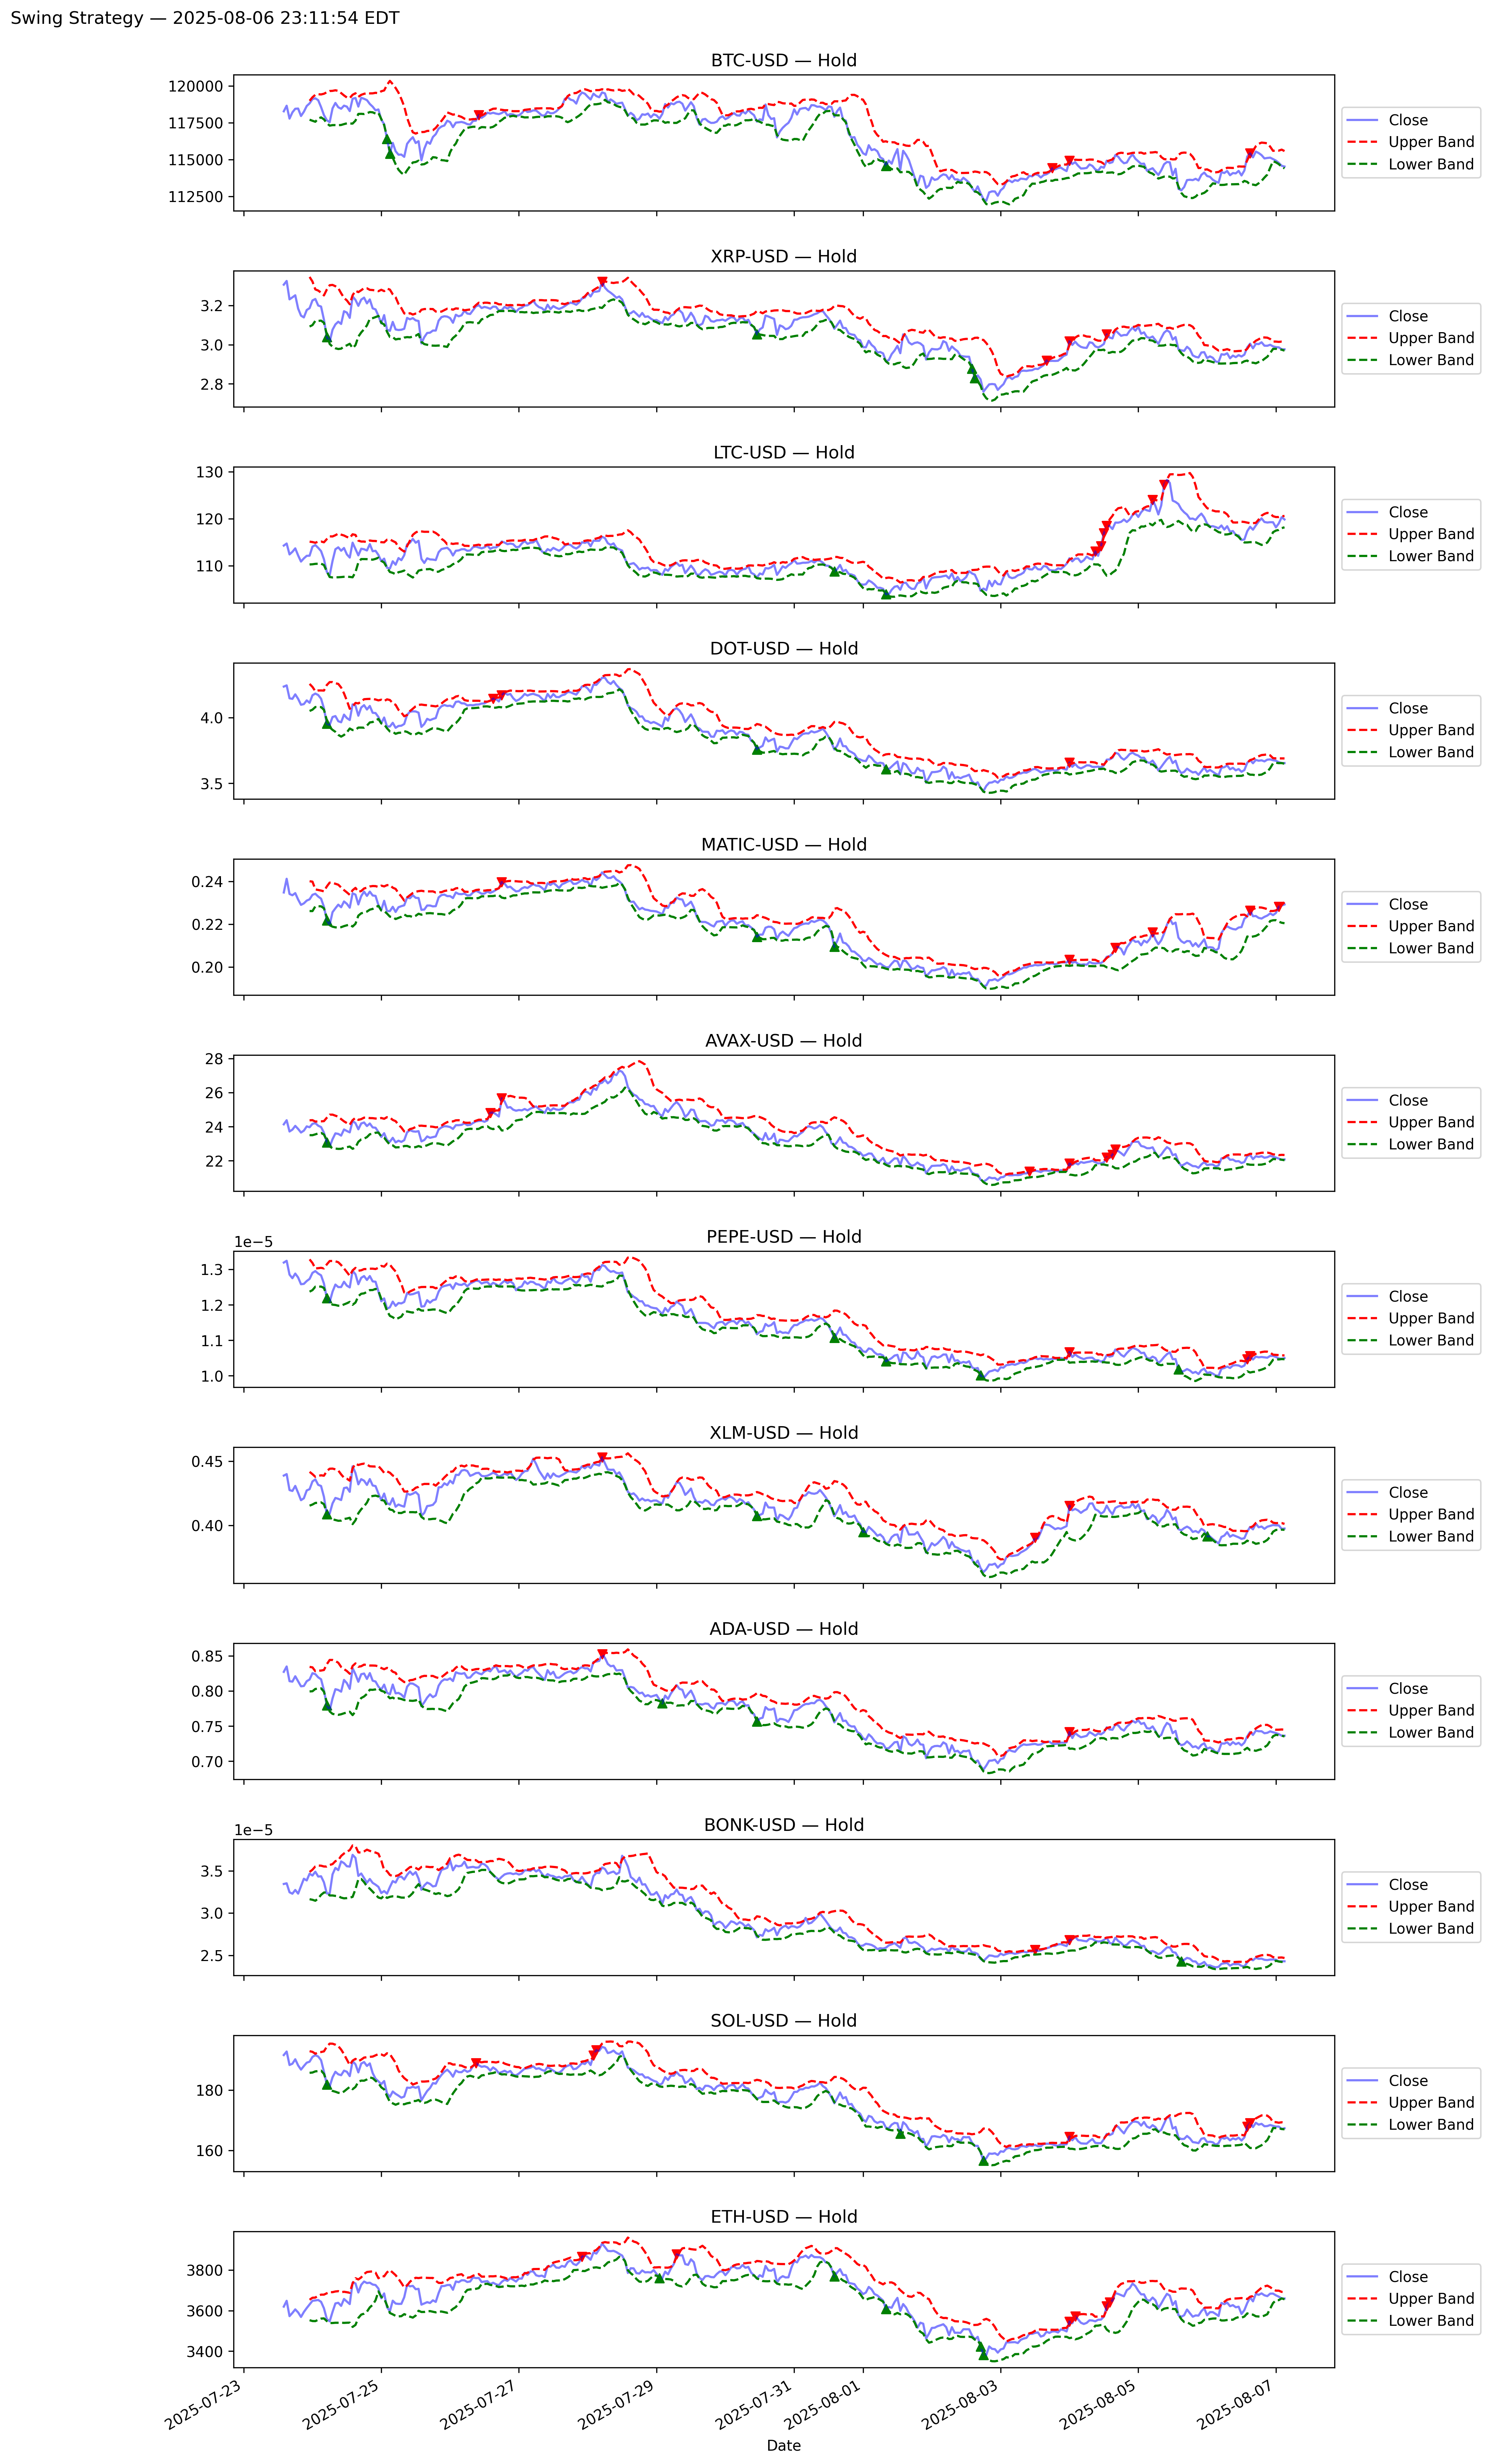 Swing Strategy — 2025-08-06 23:11:54 EDT
BTC-USD — Hold
120000
117500
115000
112500
Close
Upper Band
Lower Band
XRP-USD — Hold
3.2
3.0
2.8
Close
Upper Band
Lower Band
LTC-USD — Hold
130
120
110
Close
Upper Band
Lower Band
DOT-USD — Hold
4.0
3.5
Close
Upper Band
Lower Band
MATIC-USD — Hold
0.24
0.22
0.20
Close
Upper Band
Lower Band
AVAX-USD — Hold
28
26
24
22
Close
Upper Band
Lower Band
PEPE-USD — Hold
1e−5
1.3
1.2
1.1
1.0
Close
Upper Band
Lower Band
XLM-USD — Hold
0.45
0.40
Close
Upper Band
Lower Band
ADA-USD — Hold
0.85
0.80
0.75
0.70
Close
Upper Band
Lower Band
BONK-USD — Hold
1e−5
3.5
3.0
2.5
Close
Upper Band
Lower Band
SOL-USD — Hold
180
160
Close
Upper Band
Lower Band
ETH-USD — Hold
3800
3600
3400
Close
Upper Band
Lower Band
2025-07-23
2025-07-25
2025-07-27
2025-07-29
2025-07-31
2025-08-01
2025-08-03
2025-08-05
2025-08-07
Date